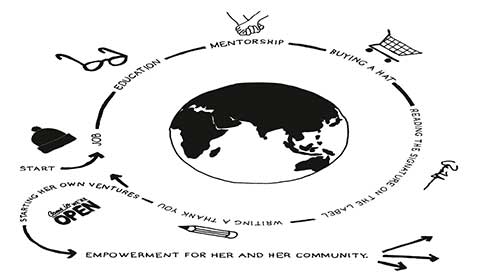 START
JOB
EDUCATION
MENTORSHIP
BUYING A HAT
READING THE SIGNATURE ON THE LABEL
WRITING A THANK YOU
STARTING HER OWN VENTURES
Come in WE'RE
OPEN
EMPOWERMENT FOR HER AND HER COMMUNITY.